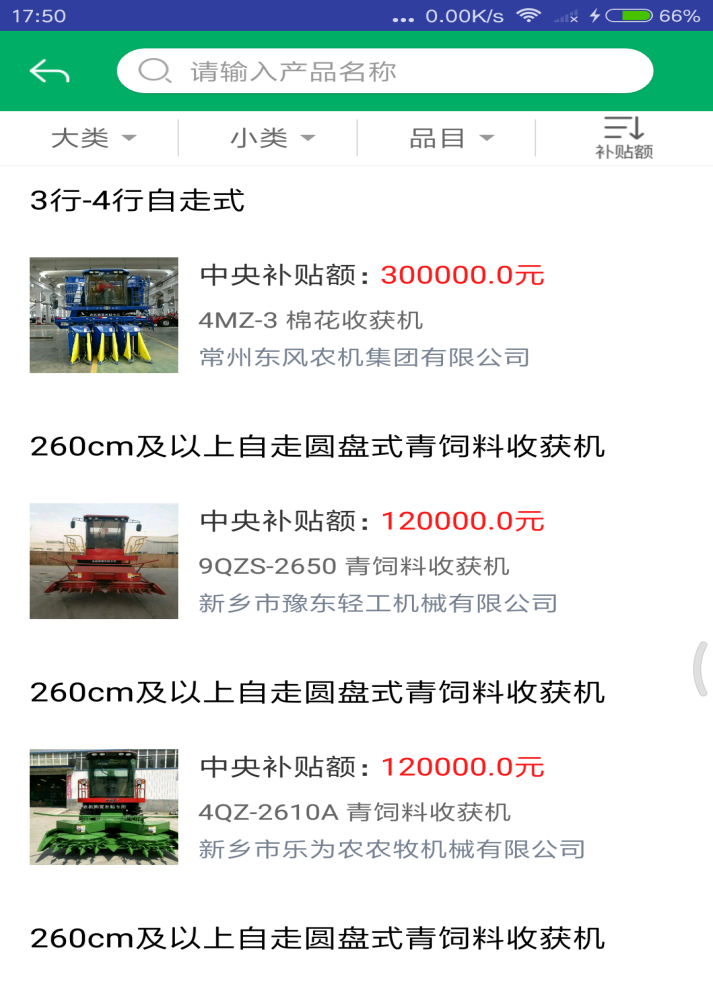 17:50
... 0.00K/s 66%
请输入产品名称
大类 小类 品目 补贴额
3行-4行自走式
中央补贴额: 300000.0元
4MZ-3 棉花收获机
常州东风农机集团有限公司
260cm及以上自走圆盘式青饲料收获机
中央补贴额: 120000.0元
9QZS-2650 青饲料收获机
新乡市豫东轻工机械有限公司
260cm及以上自走圆盘式青饲料收获机
中央补贴额: 120000.0元
4QZ-2610A 青饲料收获机
新乡市乐为农农牧机械有限公司
260cm及以上自走圆盘式青饲料收获机